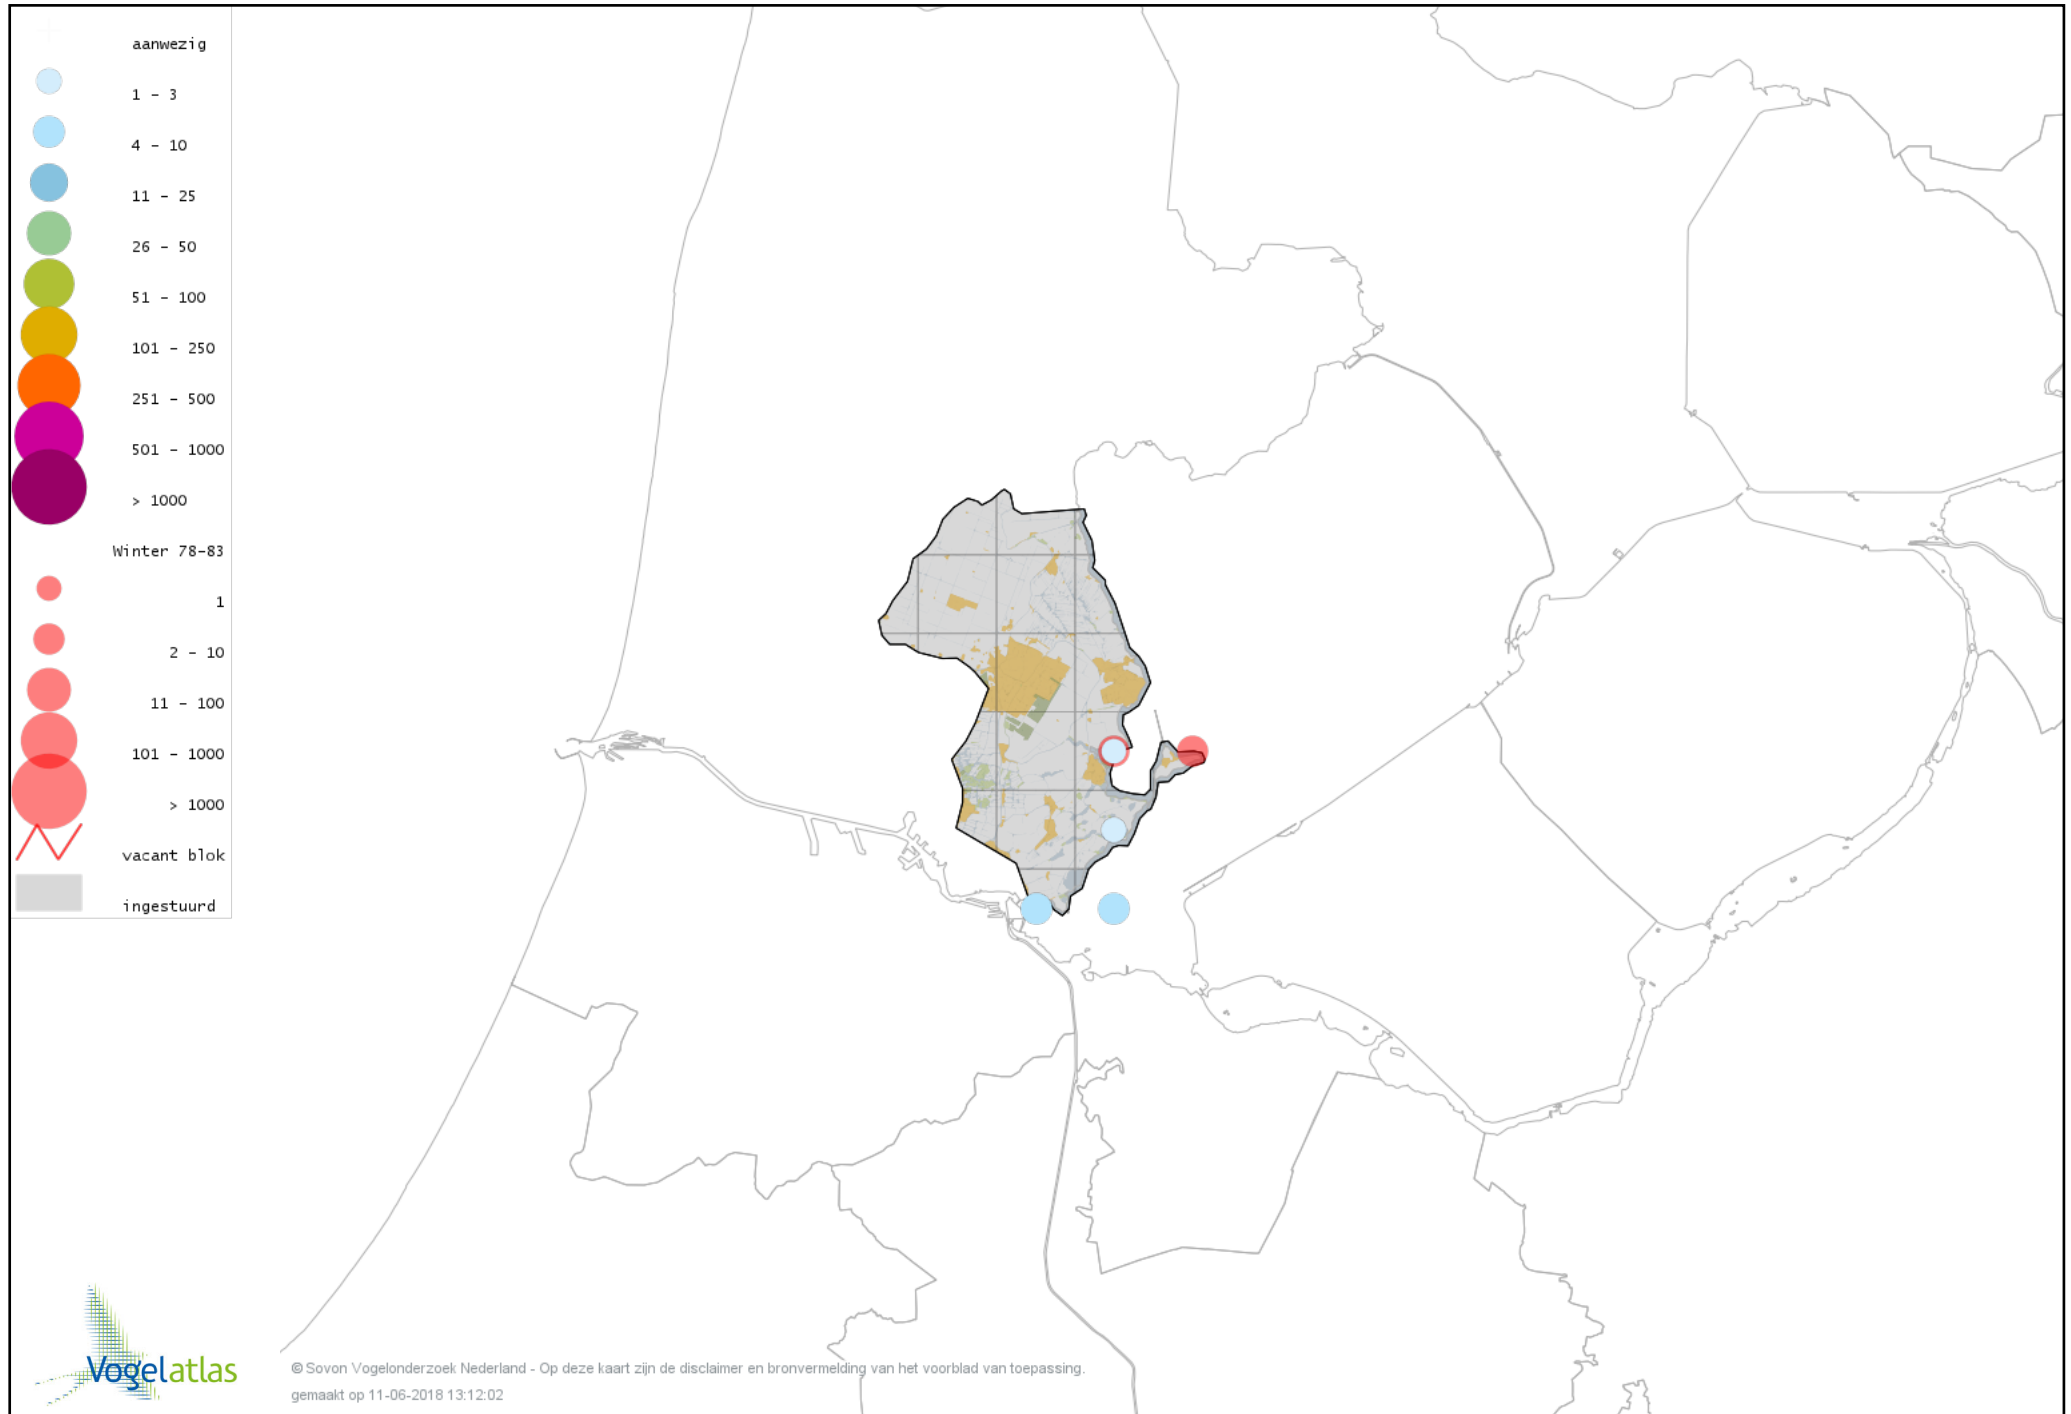 aanwezig
1 - 3
4 - 10
11 - 25
26 - 50
51 - 100
101 - 250
251 - 500
501 - 1000
> 1000
Winter 78-83
1
2 - 10
11 - 100
101 - 1000
> 1000
vacant blok
ingestuurd
Vogelatlas
© Sovon Vogelonderzoek Nederland - Op deze kaart zijn de disclaimer en bronvermelding van het voorblad van toepassing.
gemaakt op 11-06-2018 13:12:02